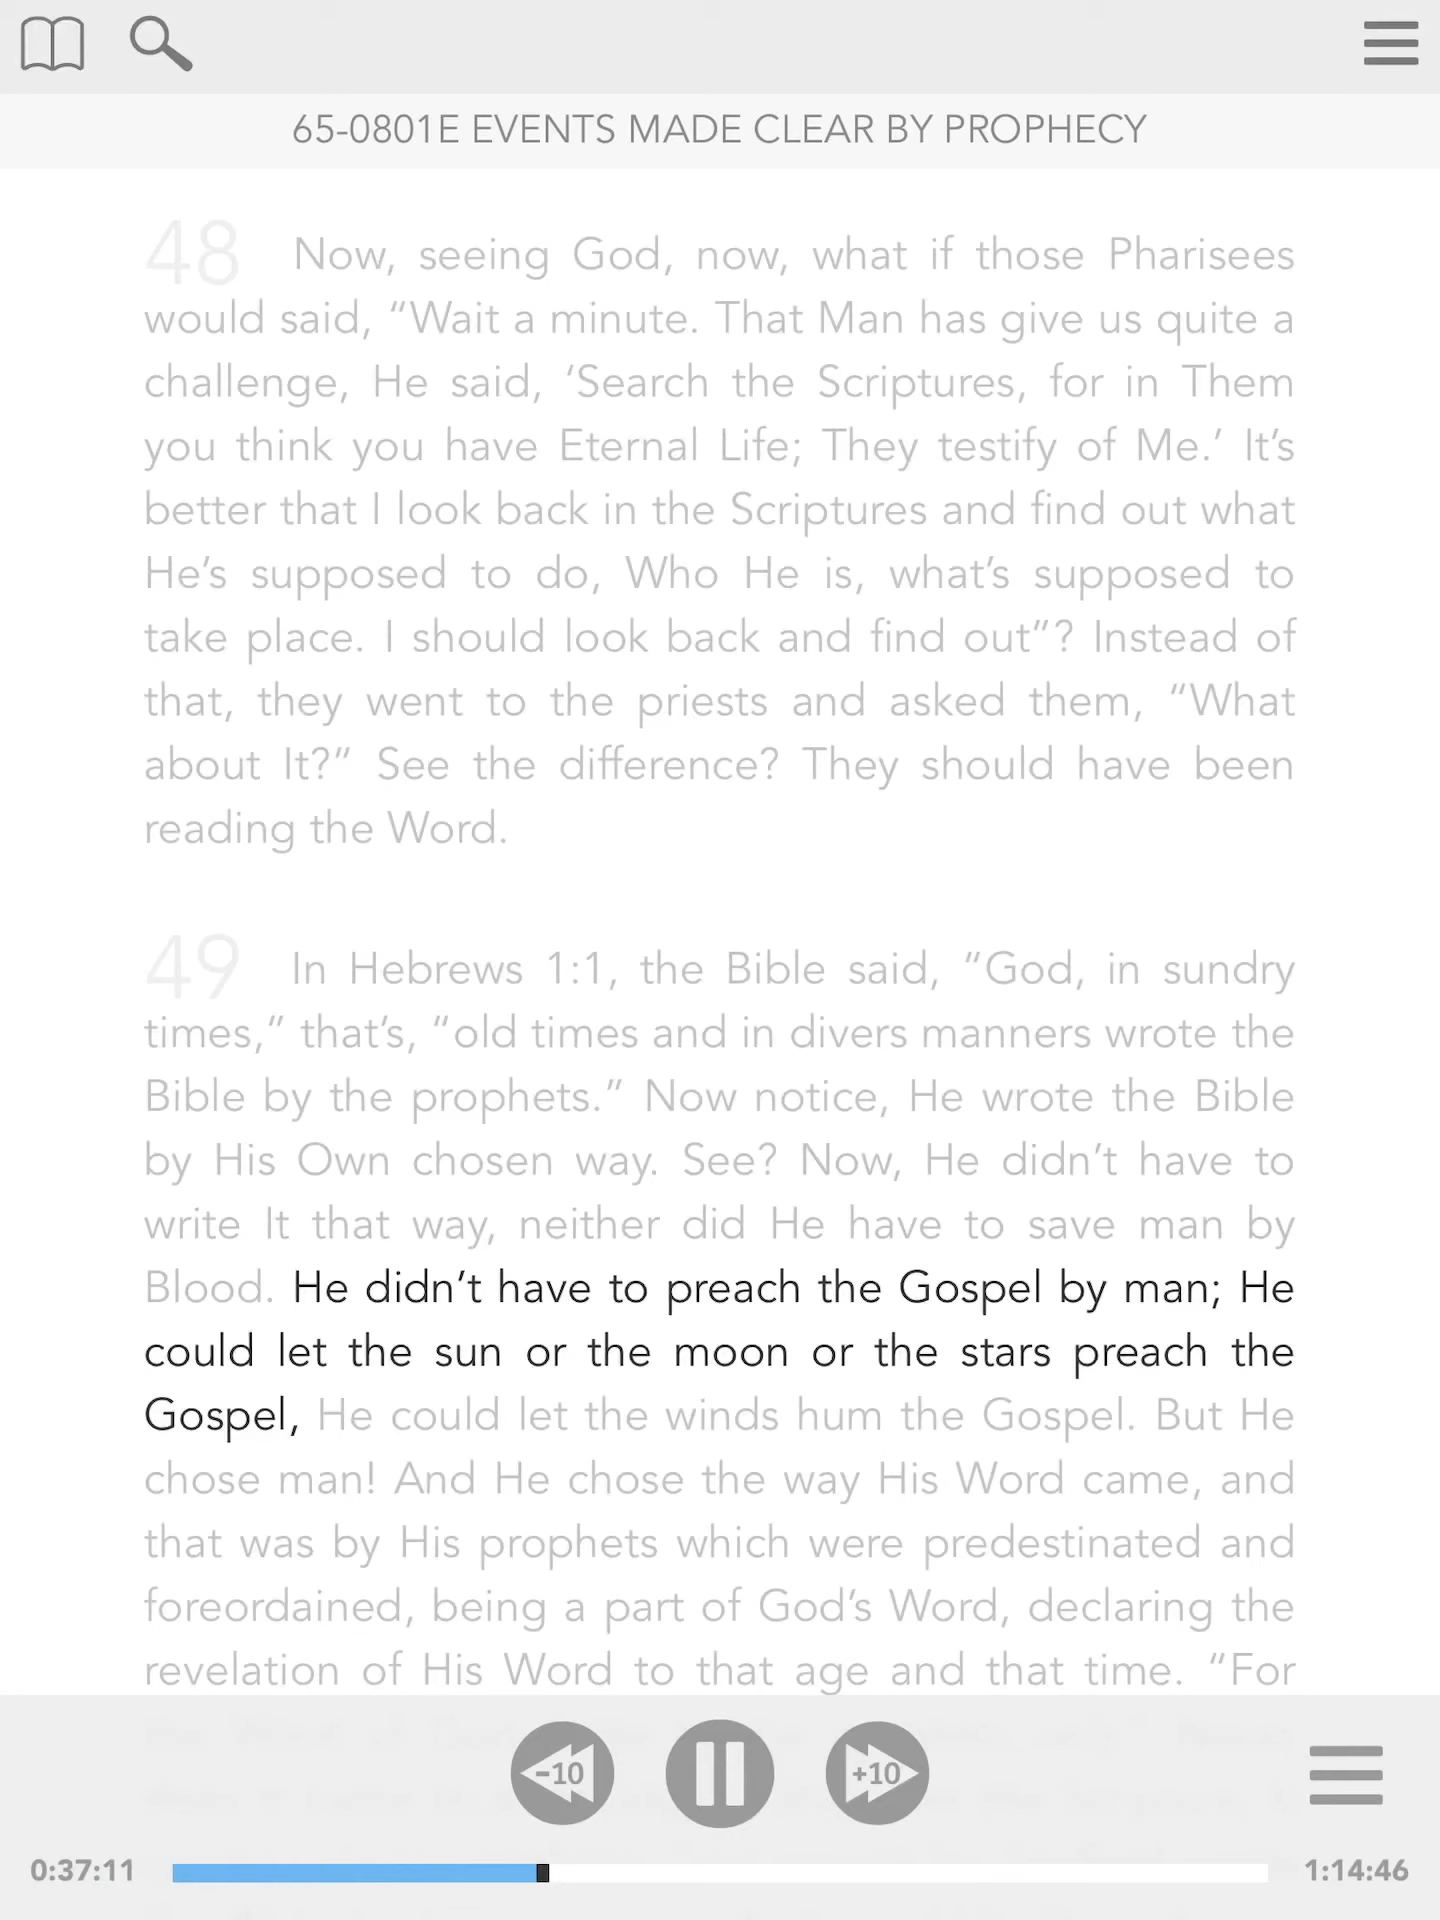 65-0801E EVENTS MADE CLEAR BY PROPHECY
48 Now, seeing God, now, what if those Pharisees
would said, “Wait a minute. That Man has give us quite a
challenge, He said, ‘Search the Scriptures, for in Them
you think you have Eternal Life; They testify of Me.’ It’s
better that I look back in the Scriptures and find out what
He’s supposed to do, Who He is, what’s supposed to
take place. I should look back and find out”? Instead of
that, they went to the priests and asked them, “What
about It?” See the difference? They should have been
reading the Word.
49 In Hebrews 1:1, the Bible said, “God, in sundry
times,” that’s, “old times and in divers manners wrote the
Bible by the prophets.” Now notice, He wrote the Bible
by His Own chosen way. See? Now, He didn’t have to
write It that way, neither did He have to save man by
Blood. He didn’t have to preach the Gospel by man; He
could let the sun or the moon or the stars preach the
Gospel, He could let the winds hum the Gospel. But He
chose man! And He chose the way His Word came, and
that was by His prophets which were predestinated and
foreordained, being a part of God’s Word, declaring the
revelation of His Word to that age and that time. “For
-10 +10
0:37:11 1:14:46